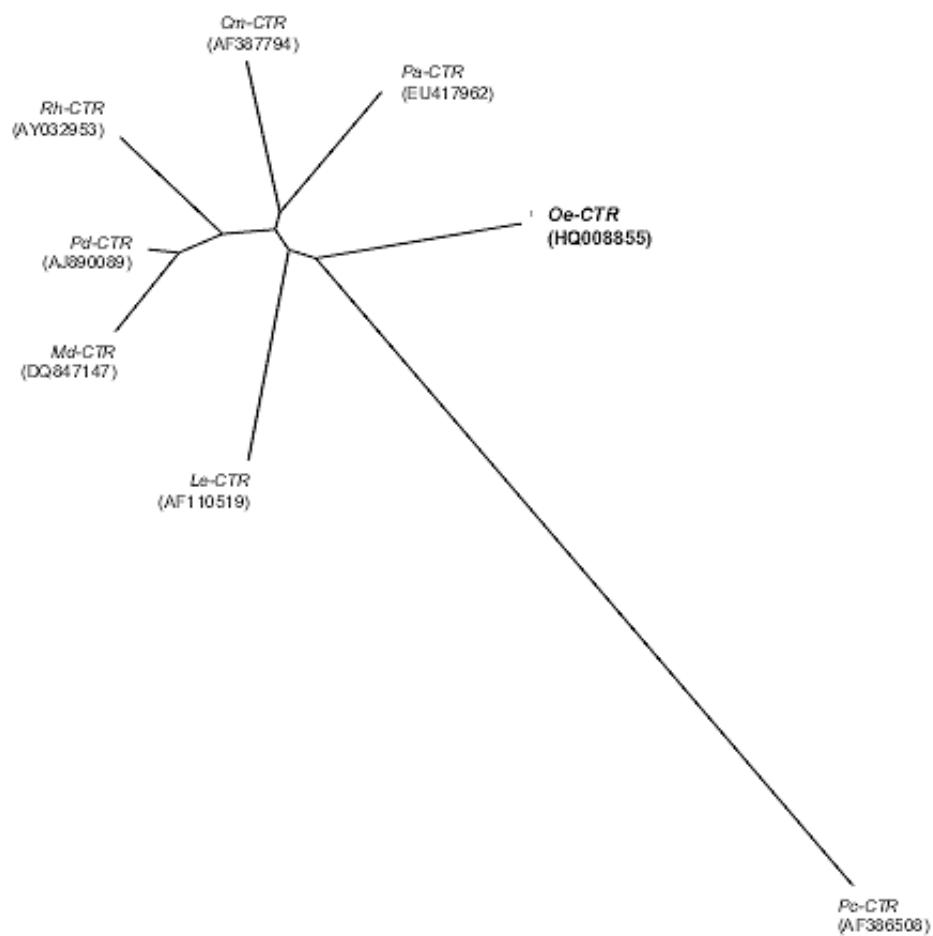 Cm-CTR
(AF387794)
Pa-CTR
(EU417962)
Rh-CTR
(AY032953)
Oe-CTR
(HQ008855)
Pd-CTR
(AJ890089)
Md-CTR
(DQ847147)
Le-CTR
(AF110519)
Pc-CTR
(AF386508)